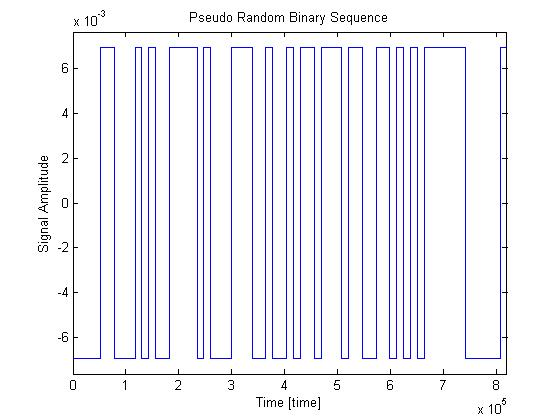 Pseudo Random Binary Sequence
x 10^-3
6
4
2
0
-2
-4
-6
Signal Amplitude
0 1 2 3 4 5 6 7 8
Time [time]
x 10^5